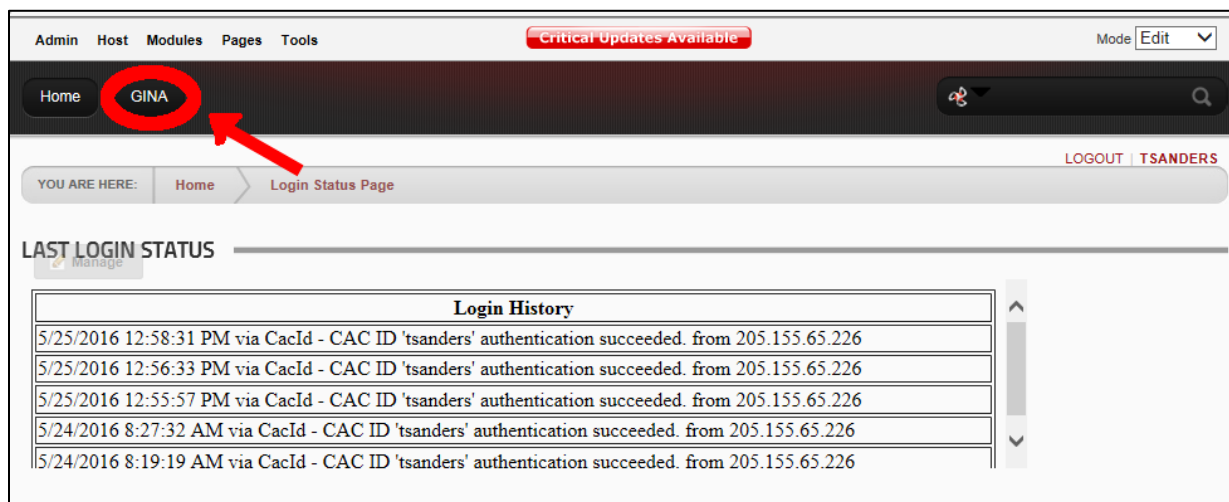 Admin Host Modules Pages Tools Critical Updates Available Mode Edit
Home GINA
LOGOUT | TSANDERS
YOU ARE HERE: Home Login Status Page
LAST LOGIN STATUS
Manage
Login History
5/25/2016 12:58:31 PM via CacId - CAC ID 'tsanders' authentication succeeded. from 205.155.65.226
5/25/2016 12:56:33 PM via CacId - CAC ID 'tsanders' authentication succeeded. from 205.155.65.226
5/25/2016 12:55:57 PM via CacId - CAC ID 'tsanders' authentication succeeded. from 205.155.65.226
5/24/2016 8:27:32 AM via CacId - CAC ID 'tsanders' authentication succeeded. from 205.155.65.226
5/24/2016 8:19:19 AM via CacId - CAC ID 'tsanders' authentication succeeded. from 205.155.65.226